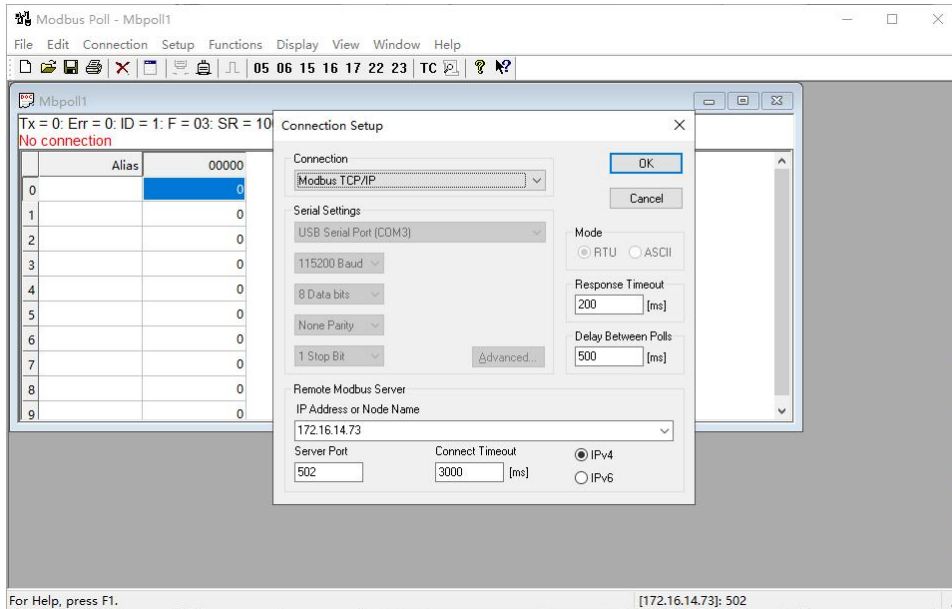 Modbus Poll - Mbpoll1
File Edit Connection Setup Functions Display View Window Help
05 06 15 16 17 22 23 TC
Mbpoll1
Tx = 0: Err = 0: ID = 1: F = 03: SR = 10
No connection
Alias 00000
0 0
1 0
2 0
3 0
4 0
5 0
6 0
7 0
8 0
9 0
Connection Setup
Connection
Modbus TCP/IP
OK
Cancel
Serial Settings
USB Serial Port (COM3)
115200 Baud
8 Data bits
None Parity
1 Stop Bit
Advanced...
Mode
RTU ASCII
Response Timeout
200 [ms]
Delay Between Polls
500 [ms]
Remote Modbus Server
IP Address or Node Name
172.16.14.73
Server Port Connect Timeout
502 3000 [ms]
IPv4
IPv6
For Help, press F1. [172.16.14.73]: 502